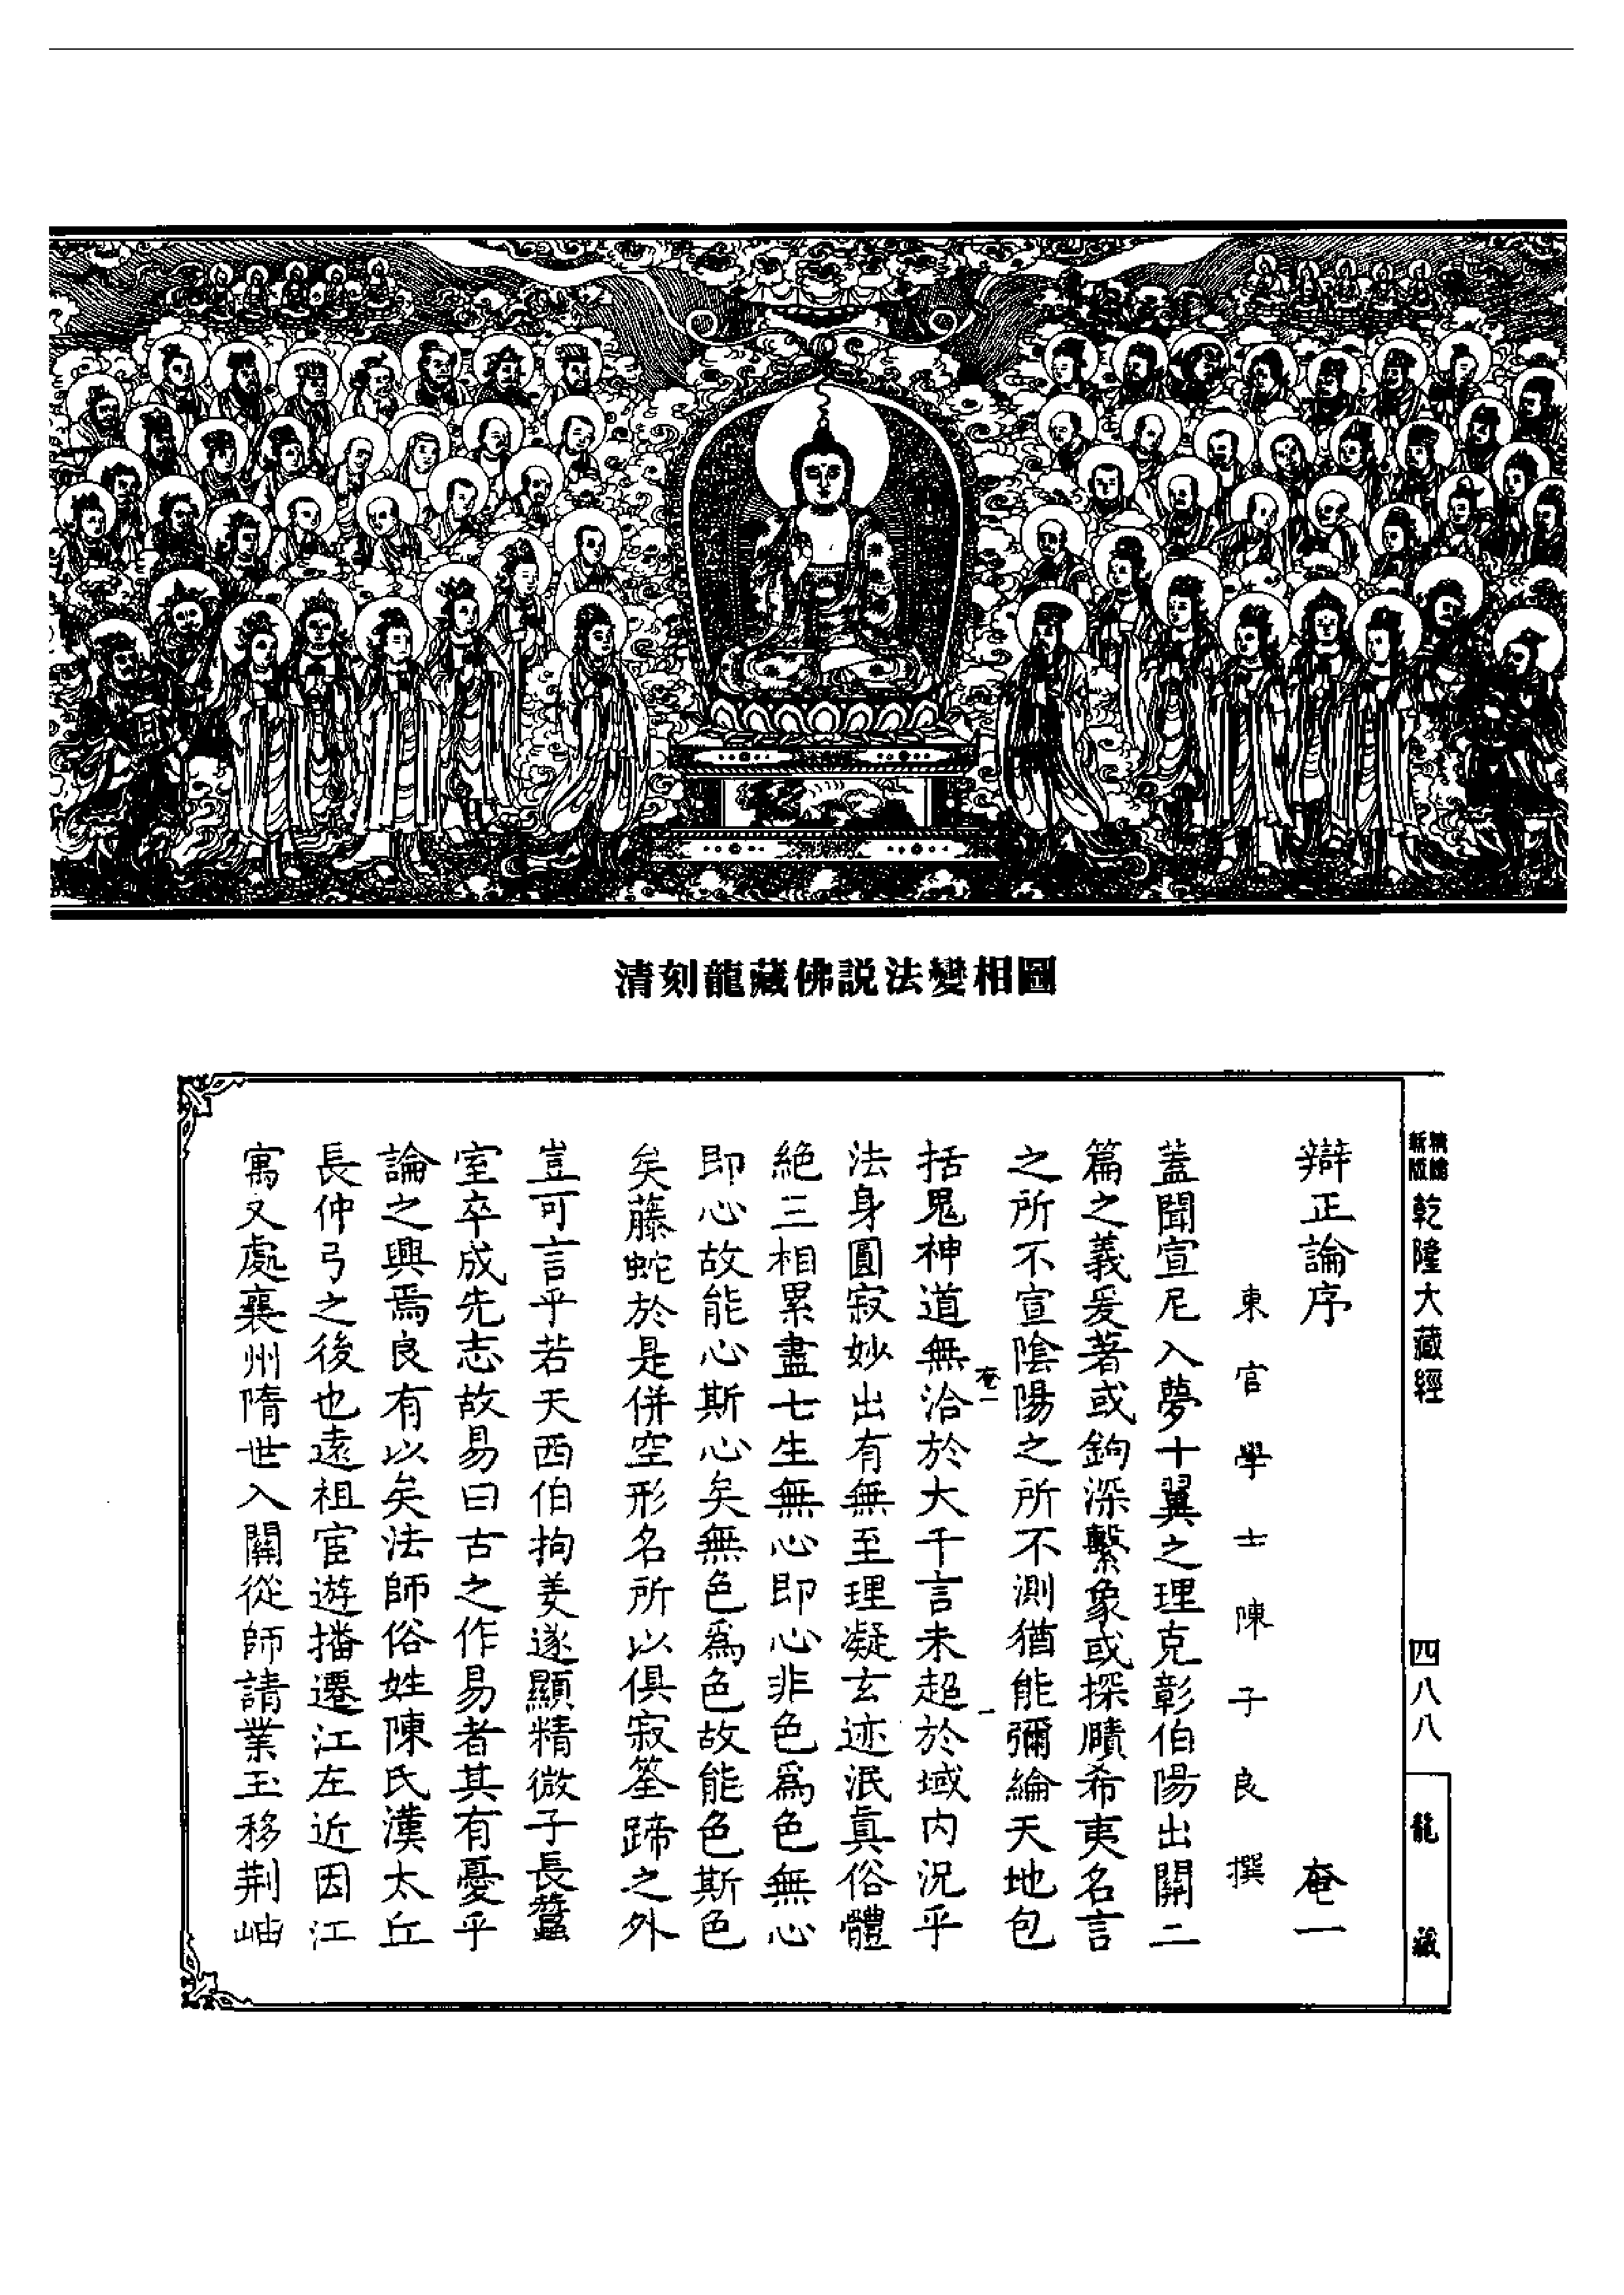 清刻龍藏佛説法變相圖
新版
乾隆大藏經
四八八
龍藏
辯正論序 奄一
東官學士陳子良撰
蓋聞宣尼入夢十翼之理克彰伯陽出關二
篇之義爰著或鉤深繫象或探賾希夷名言
之所不宣陰陽之所不測猶能彌綸天地包
奄一 一
括鬼神道無洽於大千言未超於域内況乎
法身圓寂妙出有無至理凝玄迹泯真俗體
絶三相累盡七生無心即心非色爲色無心
即心故能心斯心矣無色爲色故能色斯色
矣藤蛇於是併空形名所以俱寂筌蹄之外
豈可言乎若夫西伯拘羑遂顯精微子長蠶
室卒成先志故易曰古之作易者其有憂乎
論之興焉良有以矣法師俗姓陳氏漢太丘
長仲弓之後也遠祖宦遊播遷江左近因江
寓又處襄州隋世入關從師請業玉移荆岫